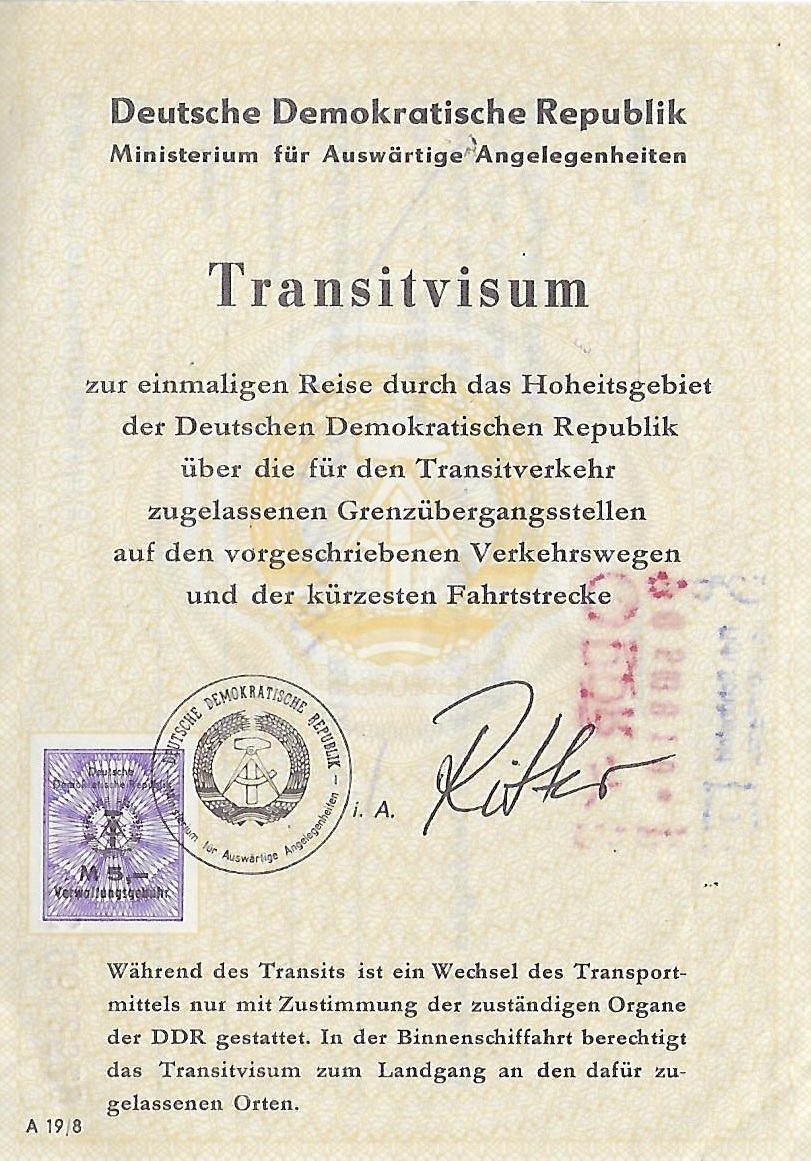 Deutsche Demokratische Republik
Ministerium für Auswärtige Angelegenheiten
Transitvisum
zur einmaligen Reise durch das Hoheitsgebiet
der Deutschen Demokratischen Republik
über die für den Transitverkehr
zugelassenen Grenzübergangsstellen
auf den vorgeschriebenen Verkehrswegen
und der kürzesten Fahrtstrecke
DEUTSCHE DEMOKRATISCHE REPUBLIK
Ministerium für Auswärtige Angelegenheiten
Deutsche
Demokratische Republik
M 5,—
Verwaltungsgebühr
i. A. Ritter
Während des Transits ist ein Wechsel des Transport-
mittels nur mit Zustimmung der zuständigen Organe
der DDR gestattet. In der Binnenschiffahrt berechtigt
das Transitvisum zum Landgang an den dafür zu-
gelassenen Orten.
A 19/8